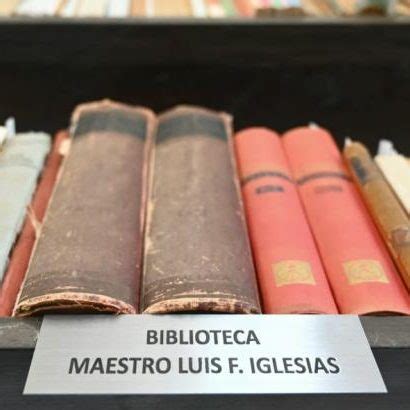 BIBLIOTECA
MAESTRO LUIS F. IGLESIAS